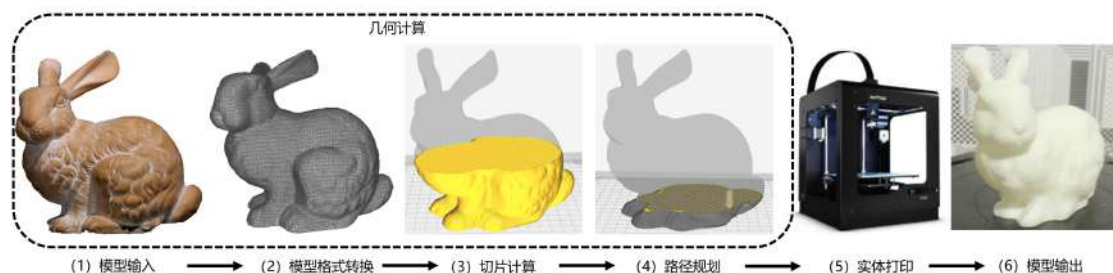 几何计算
(1) 模型输入
(2) 模型格式转换
(3) 切片计算
(4) 路径规划
(5) 实体打印
(6) 模型输出